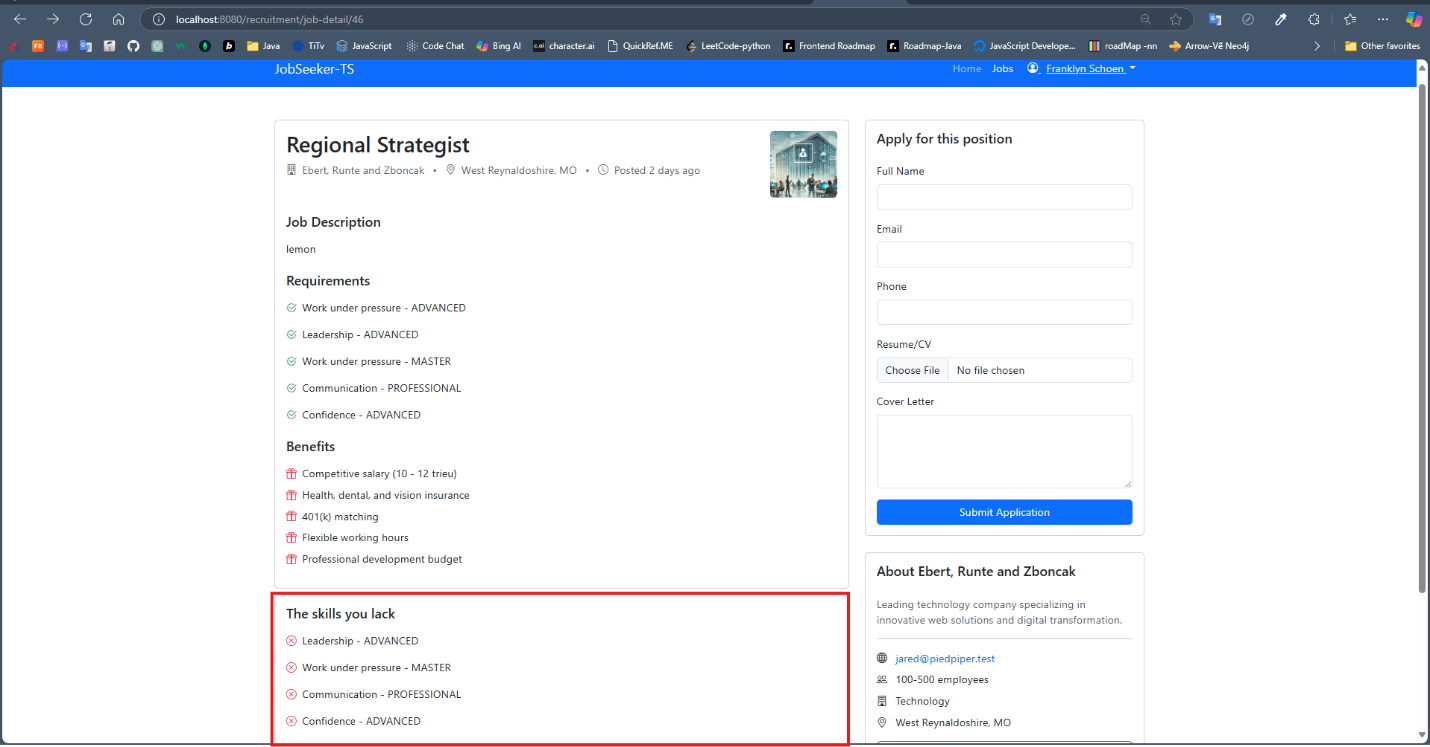 localhost:8080/recruitment/job-detail/46
Java
TiTv
JavaScript
Code Chat
Bing AI
c.ai character.ai
QuickRef.ME
LeetCode-python
Frontend Roadmap
Roadmap-Java
JavaScript Develope...
roadMap -nn
Arrow-Vẽ Neo4j
Other favorites
JobSeeker-TS
Home Jobs Franklyn Schoen
Regional Strategist
Ebert, Runte and Zboncak • West Reynaldoshire, MO • Posted 2 days ago
Job Description
lemon
Requirements
Work under pressure - ADVANCED
Leadership - ADVANCED
Work under pressure - MASTER
Communication - PROFESSIONAL
Confidence - ADVANCED
Benefits
Competitive salary (10 - 12 trieu)
Health, dental, and vision insurance
401(k) matching
Flexible working hours
Professional development budget
The skills you lack
Leadership - ADVANCED
Work under pressure - MASTER
Communication - PROFESSIONAL
Confidence - ADVANCED
Apply for this position
Full Name
Email
Phone
Resume/CV
Choose File No file chosen
Cover Letter
Submit Application
About Ebert, Runte and Zboncak
Leading technology company specializing in
innovative web solutions and digital transformation.
jared@piedpiper.test
100-500 employees
Technology
West Reynaldoshire, MO